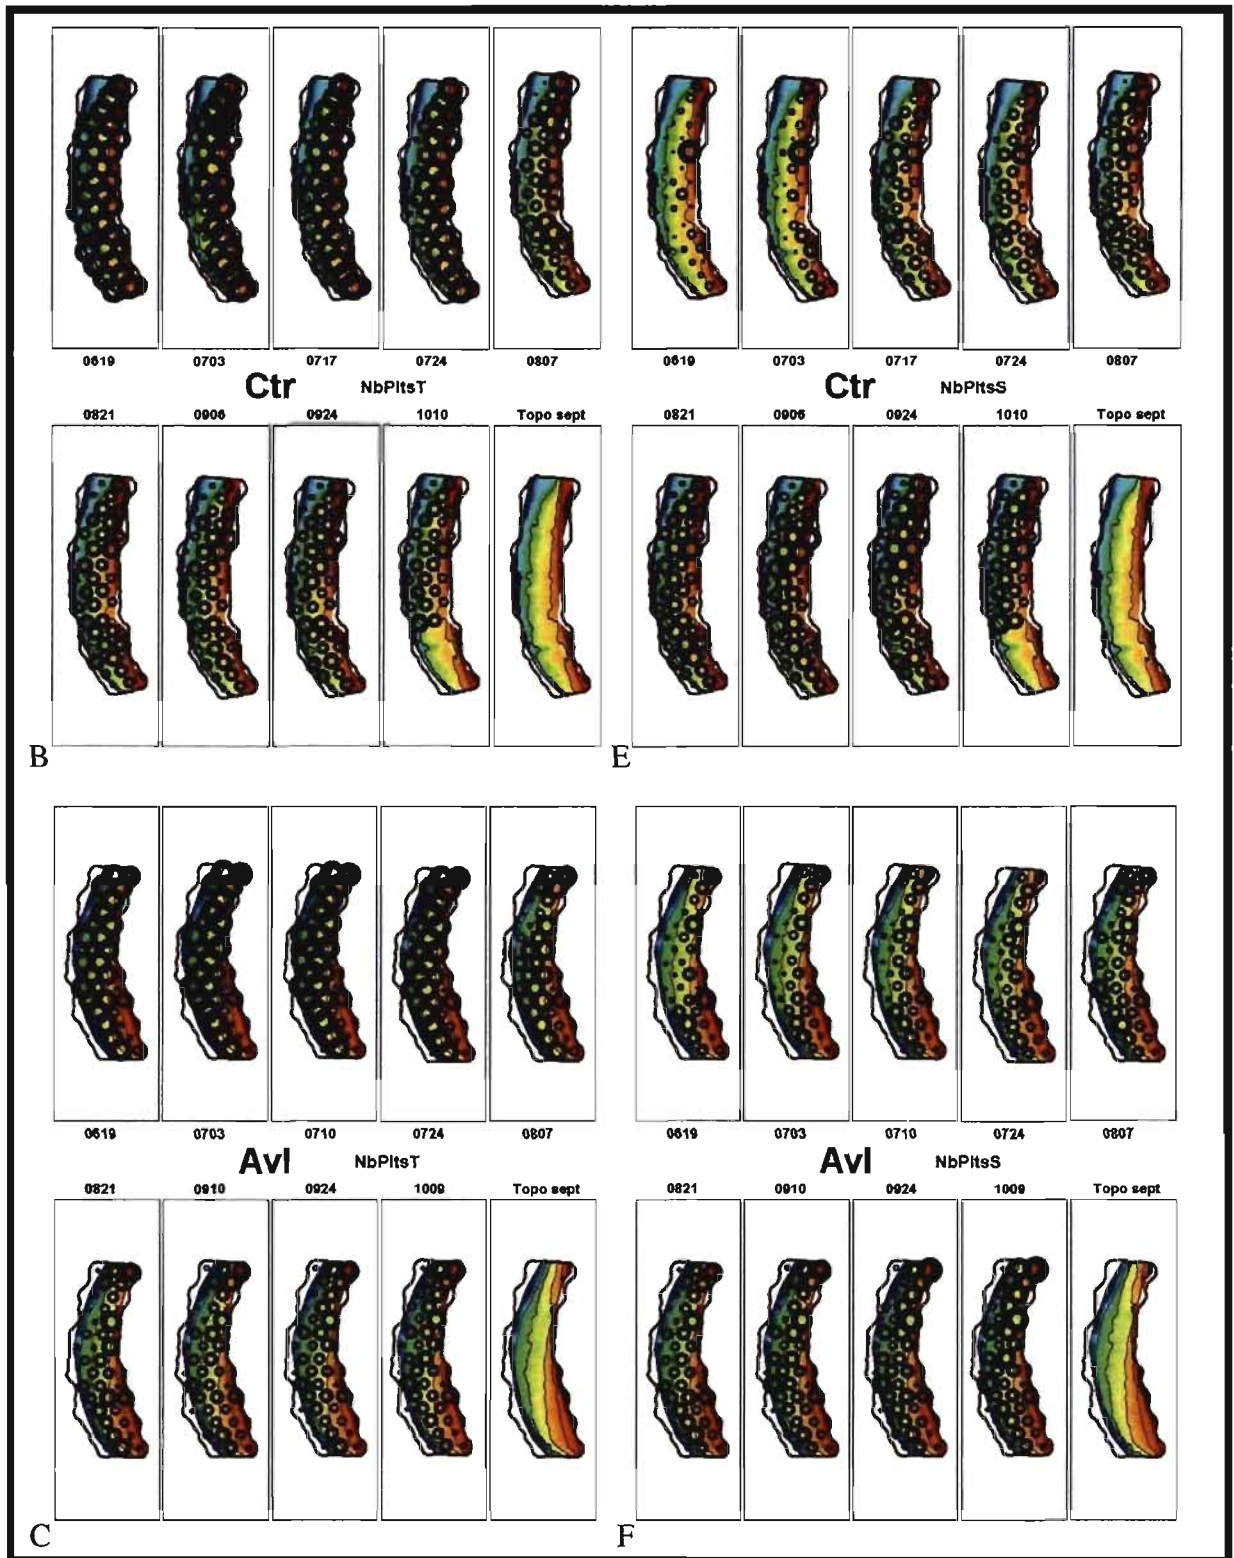 0619 0703 0717 0724 0807
Ctr NbPltsT
0821 0906 0924 1010 Topo sept
B
0619 0703 0717 0724 0807
Ctr NbPltsS
0821 0906 0924 1010 Topo sept
E
0619 0703 0710 0724 0807
Avl NbPltsT
0821 0910 0924 1009 Topo sept
C
0619 0703 0710 0724 0807
Avl NbPltsS
0821 0910 0924 1009 Topo sept
F